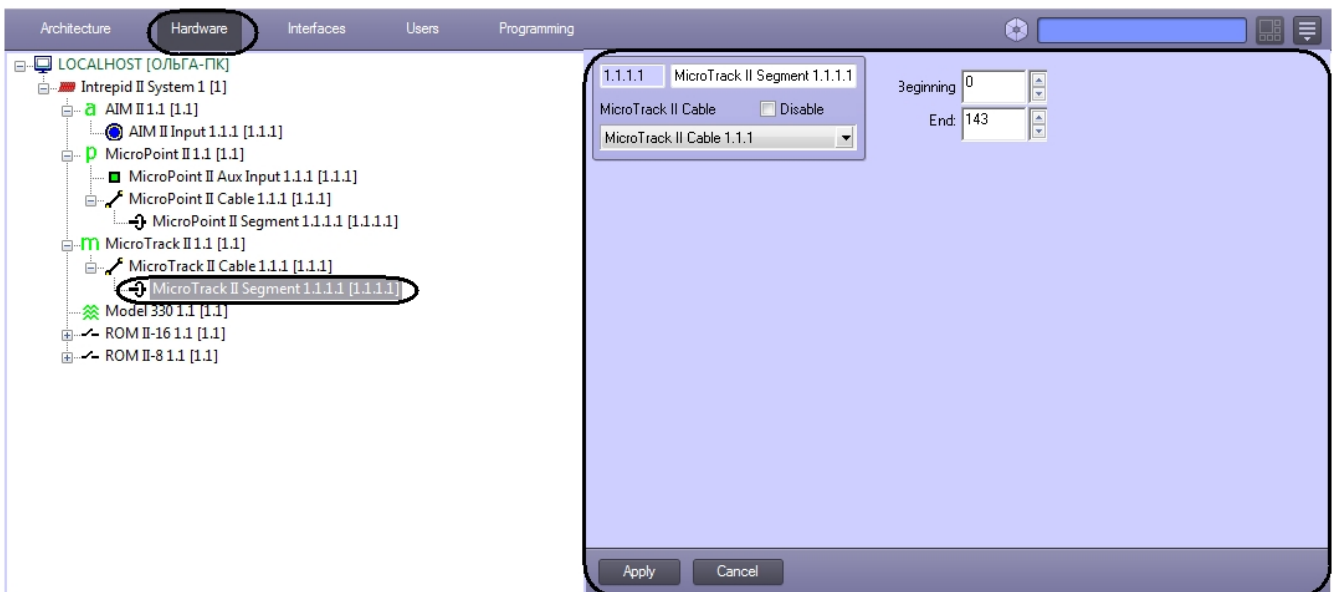 Architecture Hardware Interfaces Users Programming
LOCALHOST [ОЛЬГА-ПК]
Intrepid II System 1 [1]
AIM II 1.1 [1.1]
AIM II Input 1.1.1 [1.1.1]
MicroPoint II 1.1 [1.1]
MicroPoint II Aux Input 1.1.1 [1.1.1]
MicroPoint II Cable 1.1.1 [1.1.1]
MicroPoint II Segment 1.1.1.1 [1.1.1.1]
MicroTrack II 1.1 [1.1]
MicroTrack II Cable 1.1.1 [1.1.1]
MicroTrack II Segment 1.1.1.1 [1.1.1.1]
Model 330 1.1 [1.1]
ROM II-16 1.1 [1.1]
ROM II-8 1.1 [1.1]
1.1.1.1 MicroTrack II Segment 1.1.1.1
MicroTrack II Cable Disable
MicroTrack II Cable 1.1.1
Beginning 0
End: 143
Apply Cancel